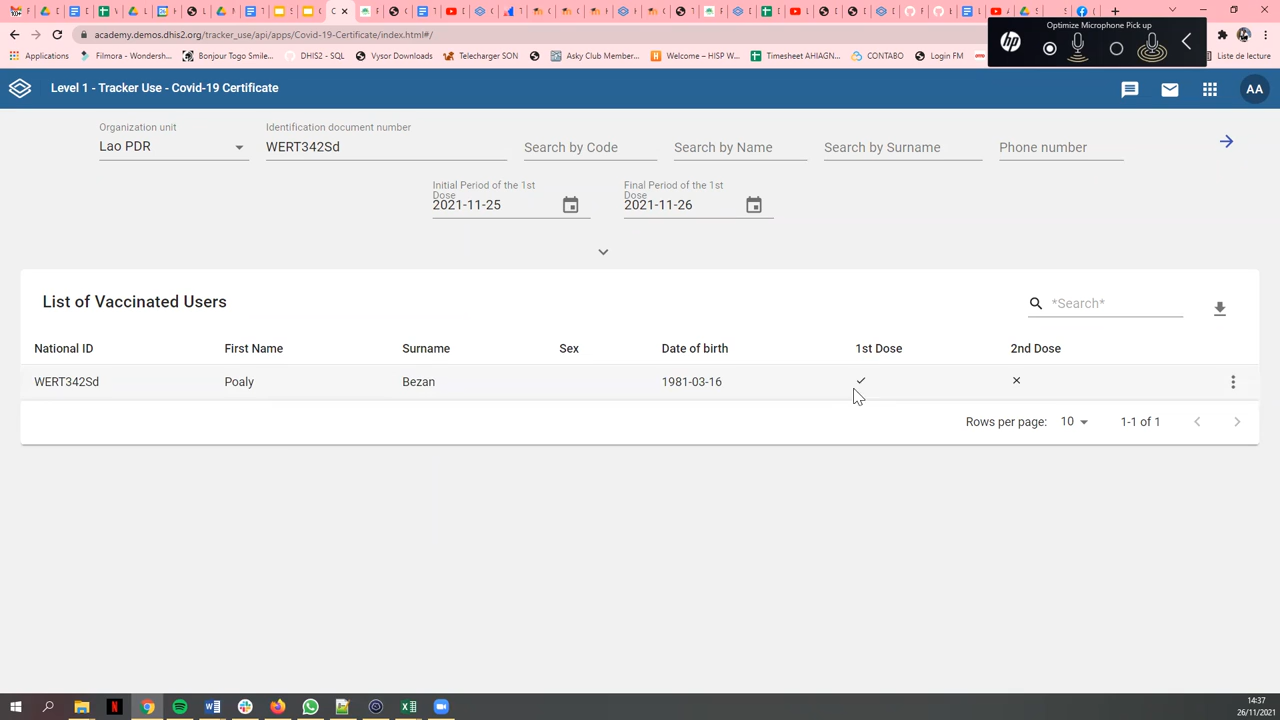 academy.demos.dhis2.org/tracker_use/api/apps/Covid-19-Certificate/index.html#/
Optimize Microphone Pick up
hp
Applications
Filmora - Wondersh...
Bonjour Togo Smile...
DHIS2 - SQL
Vysor Downloads
Telecharger SON
Asky Club Member...
Welcome – HISP W...
Timesheet AHIAGN...
CONTABO
Login FM
Liste de lecture
Level 1 - Tracker Use - Covid-19 Certificate
AA
Organization unit
Lao PDR
Identification document number
WERT342Sd
Search by Code
Search by Name
Search by Surname
Phone number
Initial Period of the 1st
Dose
2021-11-25
Final Period of the 1st
Dose
2021-11-26
List of Vaccinated Users
*Search*
National ID First Name Surname Sex Date of birth 1st Dose 2nd Dose
WERT342Sd Poaly Bezan 1981-03-16
Rows per page: 10 1-1 of 1
14:37
26/11/2021